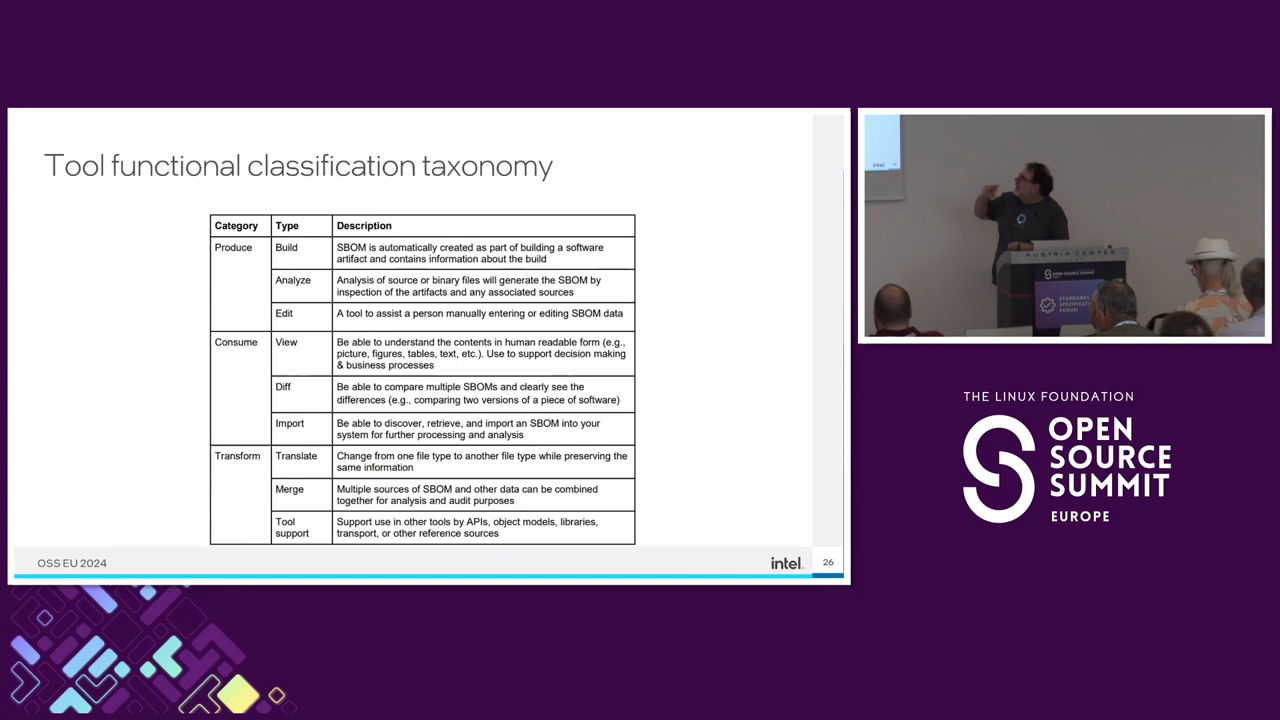 Tool functional classification taxonomy
Category Type Description
Produce Build SBOM is automatically created as part of building a software
artifact and contains information about the build
Analyze Analysis of source or binary files will generate the SBOM by
inspection of the artifacts and any associated sources
Edit A tool to assist a person manually entering or editing SBOM data
Consume View Be able to understand the contents in human readable form (e.g.,
picture, figures, tables, text, etc.). Use to support decision making
& business processes
Diff Be able to compare multiple SBOMs and clearly see the
differences (e.g., comparing two versions of a piece of software)
Import Be able to discover, retrieve, and import an SBOM into your
system for further processing and analysis
Transform Translate Change from one file type to another file type while preserving the
same information
Merge Multiple sources of SBOM and other data can be combined
together for analysis and audit purposes
Tool Support use in other tools by APIs, object models, libraries,
support transport, or other reference sources
OSS EU 2024
intel.
26
intel
AUSTRIA CENTER
OPEN SOURCE SUMMIT
STANDARDS
SPECIFICATIONS
FORUM
THE LINUX FOUNDATION
OPEN
SOURCE
SUMMIT
EUROPE